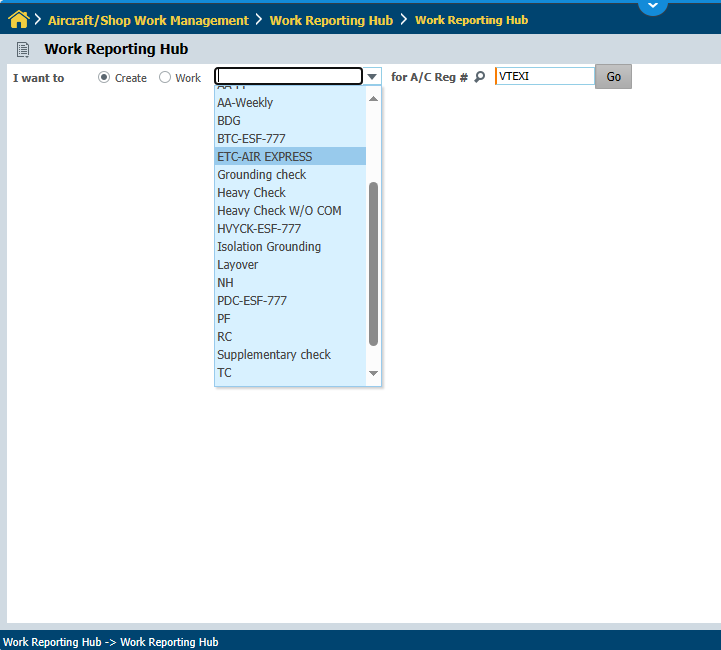 Aircraft/Shop Work Management > Work Reporting Hub > Work Reporting Hub
Work Reporting Hub
I want to Create Work for A/C Reg # VTEXI Go
AA-Weekly
BDG
BTC-ESF-777
ETC-AIR EXPRESS
Grounding check
Heavy Check
Heavy Check W/O COM
HVYCK-ESF-777
Isolation Grounding
Layover
NH
PDC-ESF-777
PF
RC
Supplementary check
TC
Work Reporting Hub -> Work Reporting Hub